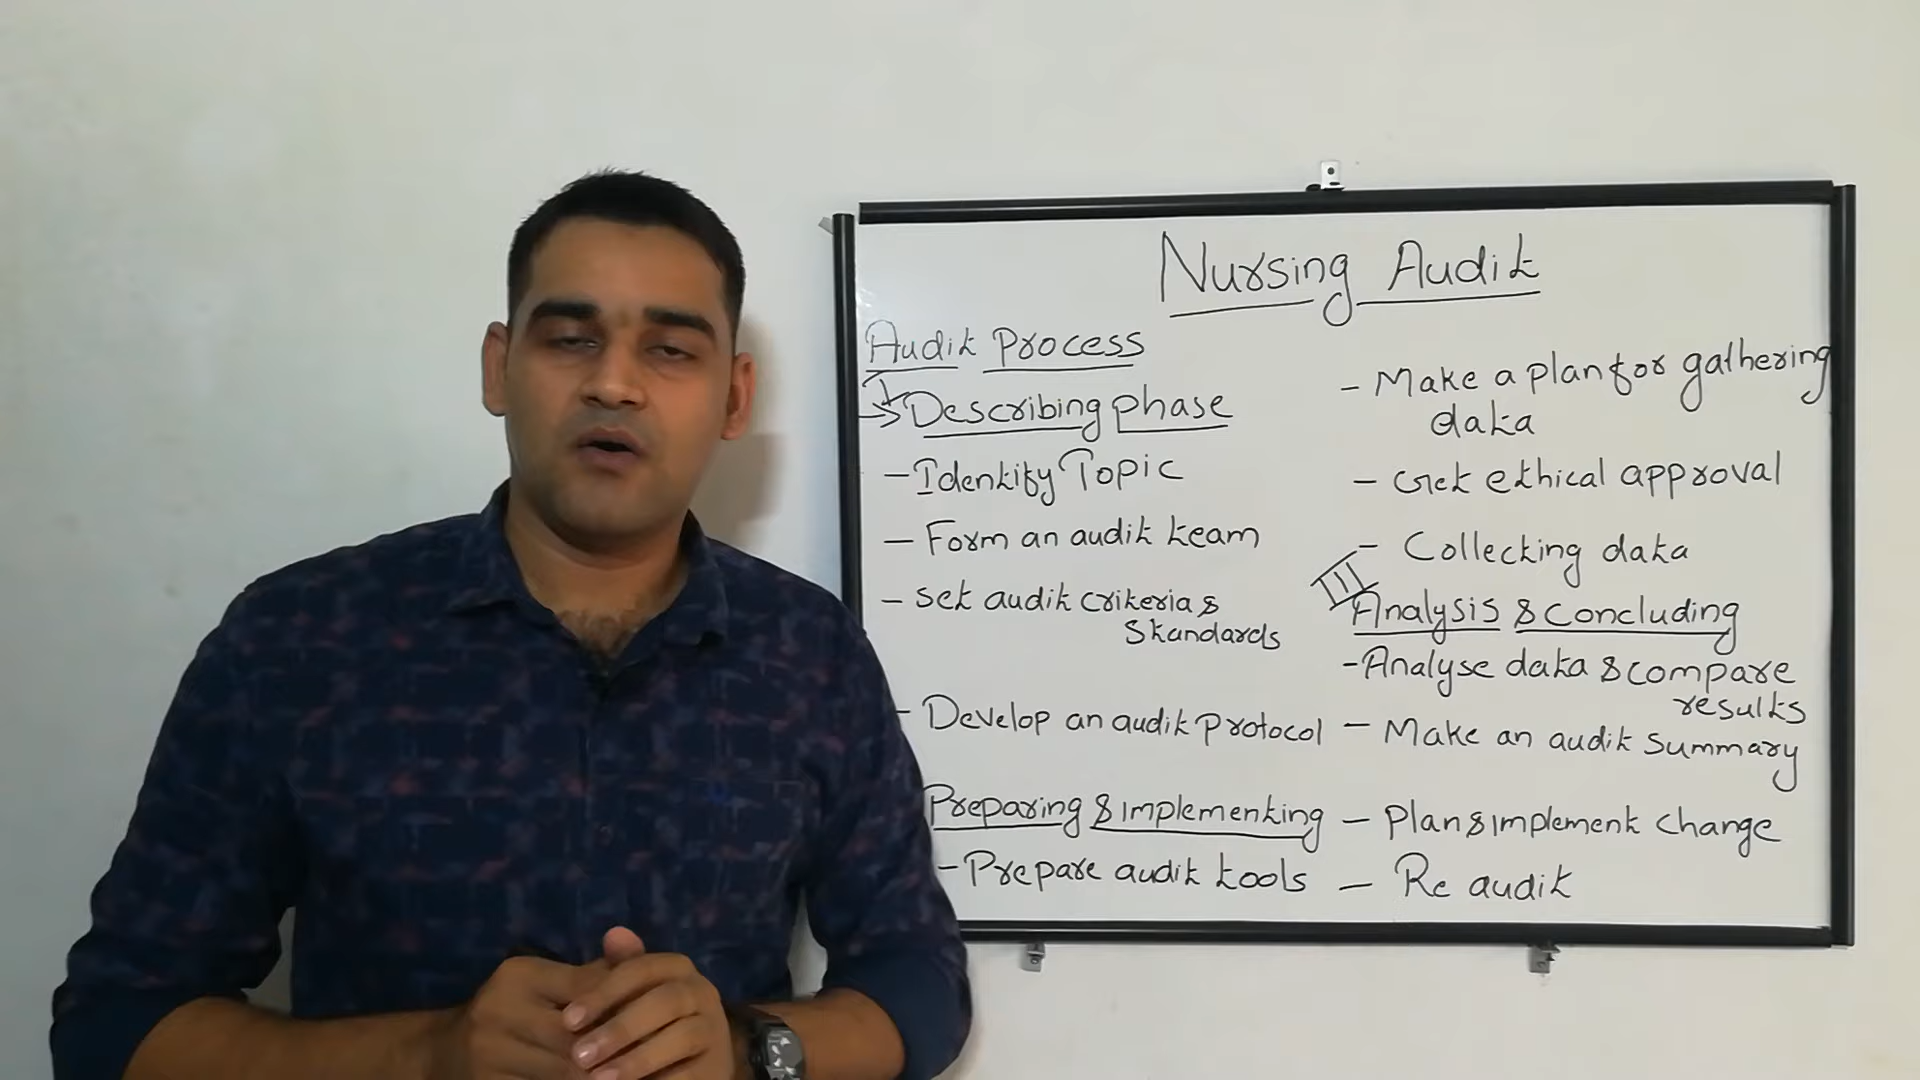 Nursing Audit
Audit Process
I
Describing phase
- Identify Topic
- Form an audit team
- Set audit criteria &
Standards
- Develop an audit protocol
Preparing & implementing
- Prepare audit tools
- Make a plan for gathering
data
- Get ethical approval
- Collecting data
III
Analysis & concluding
- Analyse data & compare
results
- Make an audit summary
- Plan & implement change
- Re audit